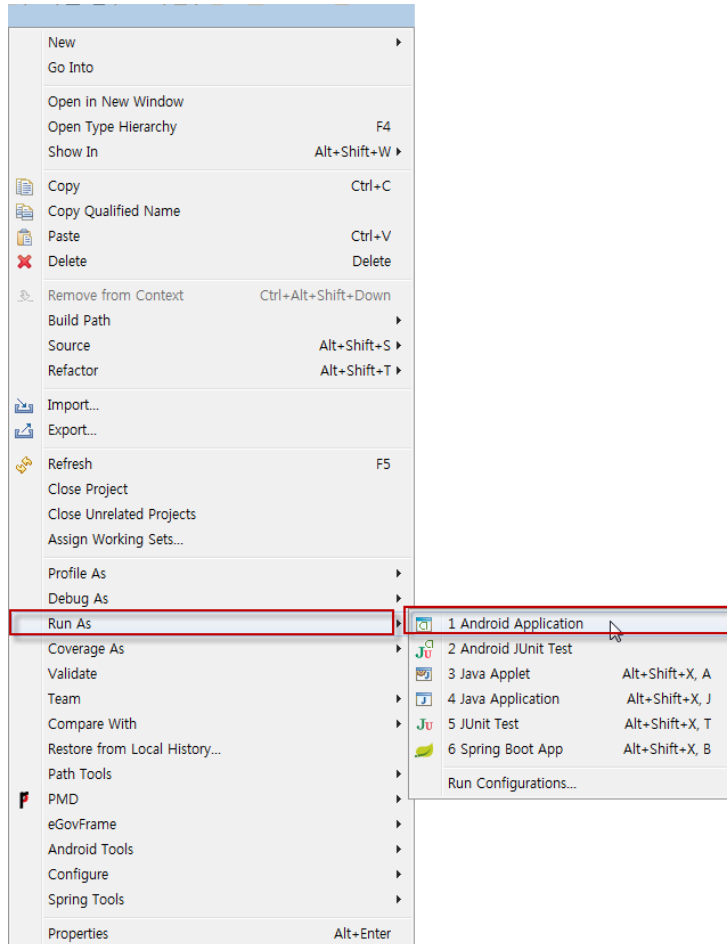 New
Go Into
Open in New Window
Open Type Hierarchy F4
Show In Alt+Shift+W
Copy Ctrl+C
Copy Qualified Name
Paste Ctrl+V
Delete Delete
Remove from Context Ctrl+Alt+Shift+Down
Build Path
Source Alt+Shift+S
Refactor Alt+Shift+T
Import...
Export...
Refresh F5
Close Project
Close Unrelated Projects
Assign Working Sets...
Profile As
Debug As
Run As
Coverage As
Validate
Team
Compare With
Restore from Local History...
Path Tools
PMD
eGovFrame
Android Tools
Configure
Spring Tools
Properties Alt+Enter
1 Android Application
2 Android JUnit Test
3 Java Applet Alt+Shift+X, A
4 Java Application Alt+Shift+X, J
5 JUnit Test Alt+Shift+X, T
6 Spring Boot App Alt+Shift+X, B
Run Configurations...